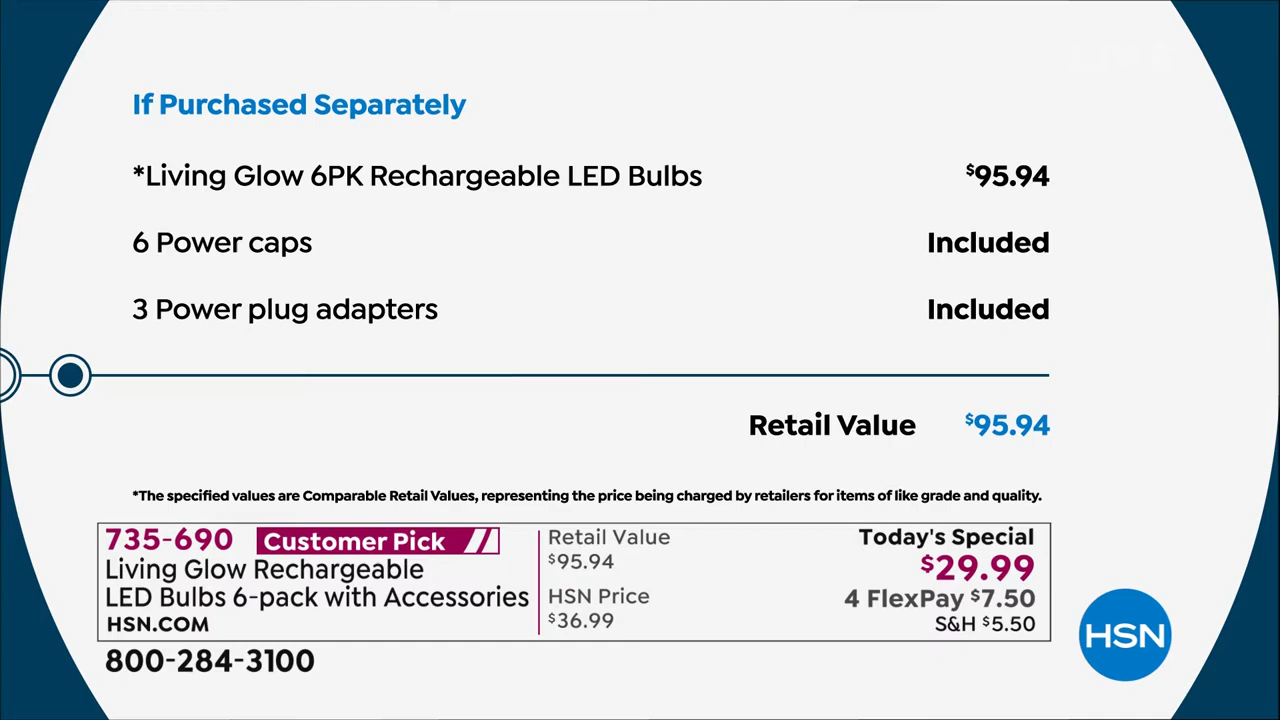 If Purchased Separately
*Living Glow 6PK Rechargeable LED Bulbs $95.94
6 Power caps Included
3 Power plug adapters Included
Retail Value $95.94
*The specified values are Comparable Retail Values, representing the price being charged by retailers for items of like grade and quality.
735-690 Customer Pick
Living Glow Rechargeable
LED Bulbs 6-pack with Accessories
HSN.COM
Retail Value
$95.94
HSN Price
$36.99
Today's Special
$29.99
4 FlexPay $7.50
S&H $5.50
800-284-3100
HSN